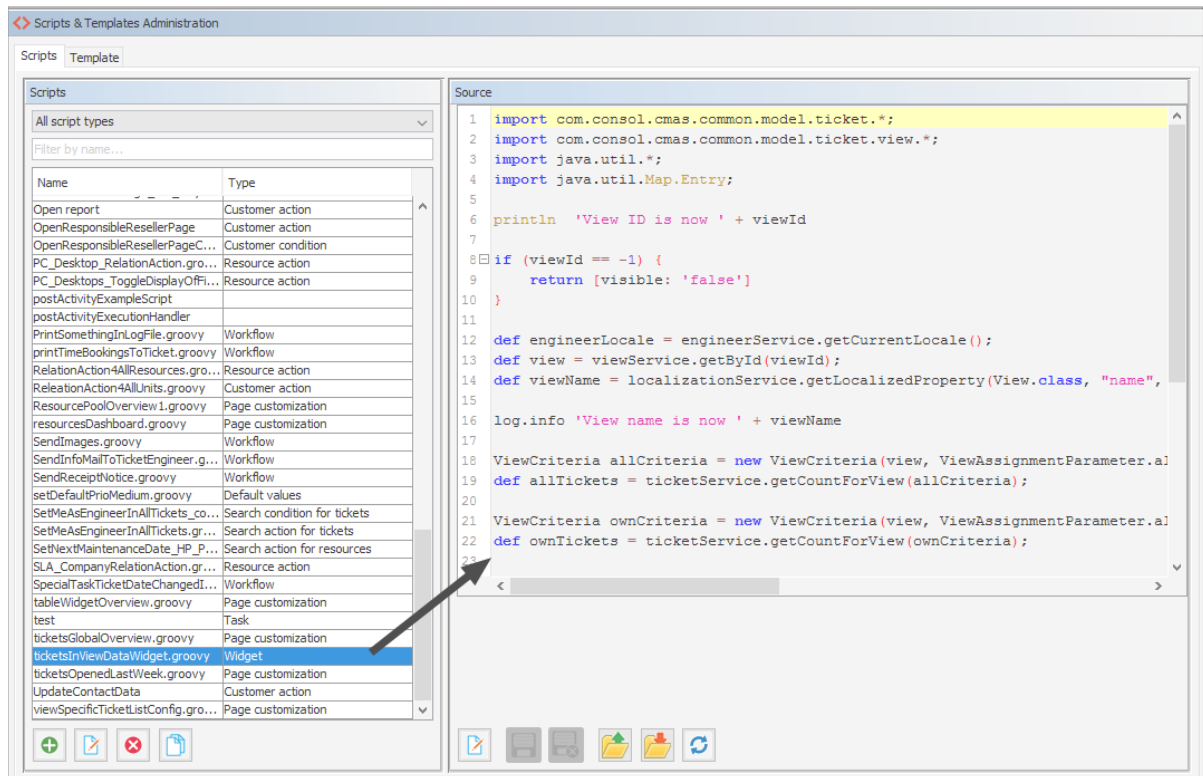 Scripts & Templates Administration
Scripts Template
Scripts
All script types
Filter by name...
Name Type
Open report Customer action
OpenResponsibleResellerPage Customer action
OpenResponsibleResellerPageC... Customer condition
PC_Desktop_RelationAction.gro... Resource action
PC_Desktops_ToggleDisplayOfFi... Resource action
postActivityExampleScript
postActivityExecutionHandler
PrintSomethingInLogFile.groovy Workflow
printTimeBookingsToTicket.groovy Workflow
RelationAction4AllResources.gro... Resource action
ReleationAction4AllUnits.groovy Customer action
ResourcePoolOverview1.groovy Page customization
resourcesDashboard.groovy Page customization
SendImages.groovy Workflow
SendInfoMailToTicketEngineer.g... Workflow
SendReceiptNotice.groovy Workflow
setDefaultPrioMedium.groovy Default values
SetMeAsEngineerInAllTickets_co... Search condition for tickets
SetMeAsEngineerInAllTickets.gr... Search action for tickets
SetNextMaintenanceDate_HP_P... Search action for resources
SLA_CompanyRelationAction.gr... Resource action
SpecialTaskTicketDateChangedI... Workflow
tableWidgetOverview.groovy Page customization
test Task
ticketsGlobalOverview.groovy Page customization
ticketsInViewDataWidget.groovy Widget
ticketsOpenedLastWeek.groovy Page customization
UpdateContactData Customer action
viewSpecificTicketListConfig.gro... Page customization
Source
1 import com.consol.cmas.common.model.ticket.*;
2 import com.consol.cmas.common.model.ticket.view.*;
3 import java.util.*;
4 import java.util.Map.Entry;
5
6 println 'View ID is now ' + viewId
7
8 if (viewId == -1) {
9 return [visible: 'false']
10 }
11
12 def engineerLocale = engineerService.getCurrentLocale();
13 def view = viewService.getById(viewId);
14 def viewName = localizationService.getLocalizedProperty(View.class, "name",
15
16 log.info 'View name is now ' + viewName
17
18 ViewCriteria allCriteria = new ViewCriteria(view, ViewAssignmentParameter.al
19 def allTickets = ticketService.getCountForView(allCriteria);
20
21 ViewCriteria ownCriteria = new ViewCriteria(view, ViewAssignmentParameter.al
22 def ownTickets = ticketService.getCountForView(ownCriteria);
23